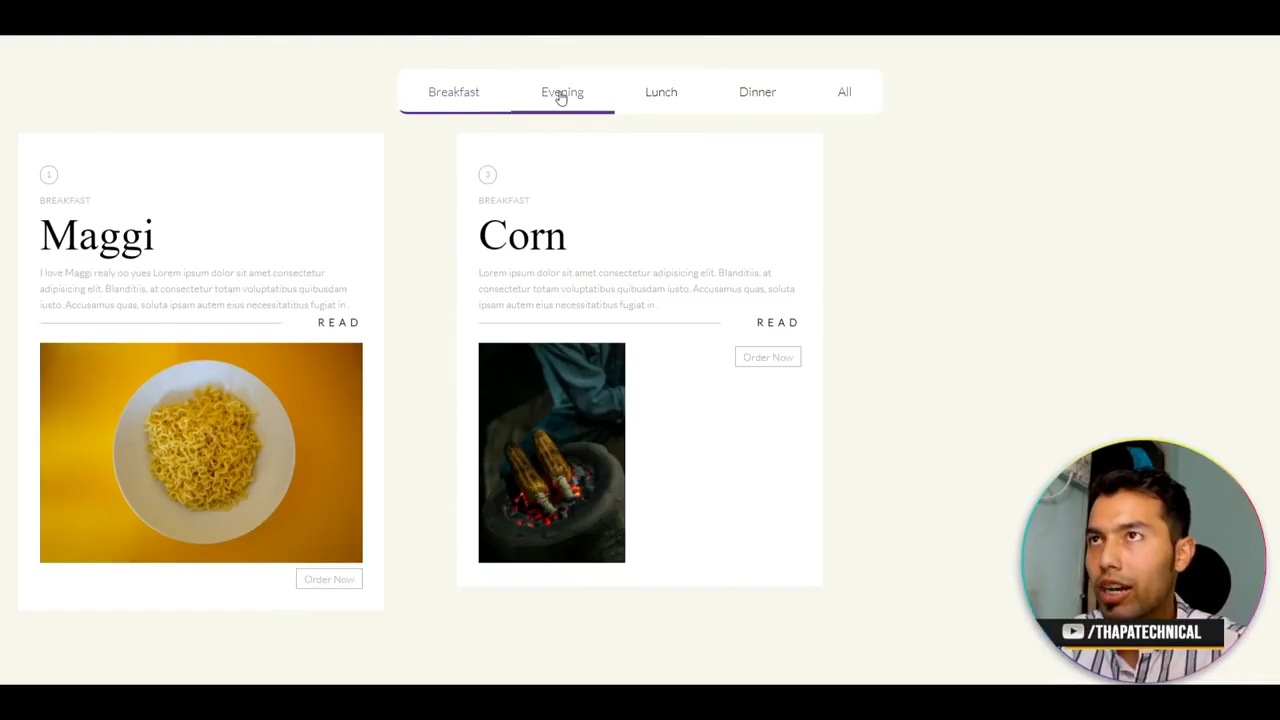 Breakfast Evening Lunch Dinner All
1
BREAKFAST
Maggi
I love Maggi realy oo yues Lorem ipsum dolor sit amet consectetur
adipisicing elit. Blanditiis, at consectetur totam voluptatibus quibusdam
iusto. Accusamus quas, soluta ipsam autem eius necessitatibus fugiat in .
READ
Order Now
3
BREAKFAST
Corn
Lorem ipsum dolor sit amet consectetur adipisicing elit. Blanditiis, at
consectetur totam voluptatibus quibusdam iusto. Accusamus quas, soluta
ipsam autem eius necessitatibus fugiat in .
READ
Order Now
/THAPATECHNICAL